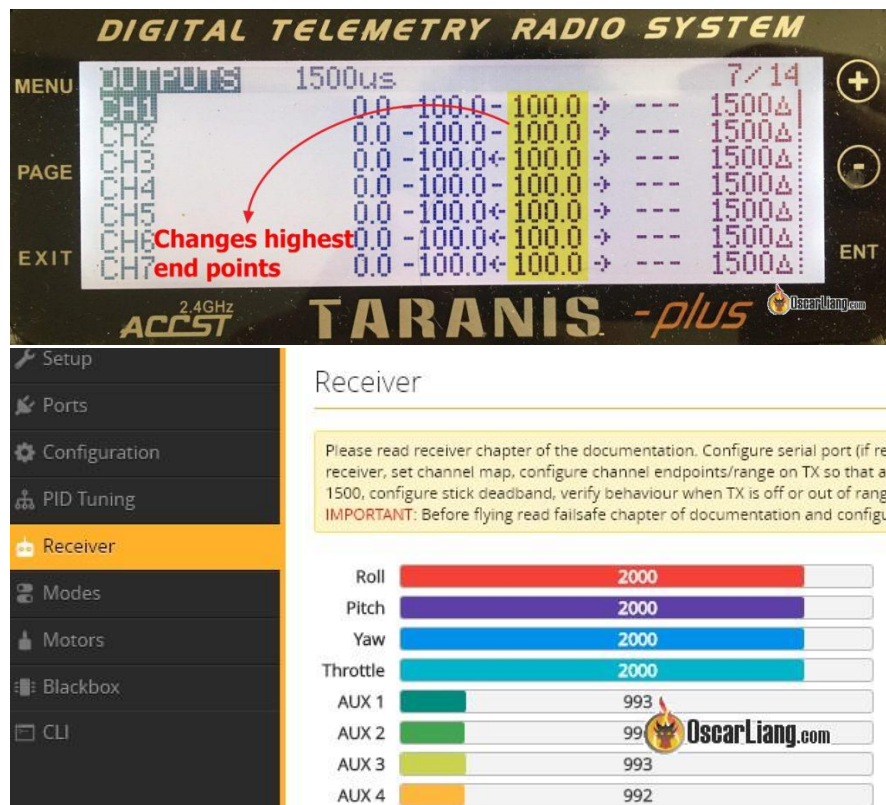 DIGITAL TELEMETRY RADIO SYSTEM
MENU
PAGE
EXIT
OUTPUTS 1500us 7/14
CH1 0.0 -100.0- 100.0 → --- 1500Δ
CH2 0.0 -100.0- 100.0 → --- 1500Δ
CH3 0.0 -100.0← 100.0 → --- 1500Δ
CH4 0.0 -100.0- 100.0 → --- 1500Δ
CH5 0.0 -100.0← 100.0 → --- 1500Δ
CH6 0.0 -100.0← 100.0 → --- 1500Δ
CH7 0.0 -100.0← 100.0 → --- 1500Δ
Changes highest
end points
+
-
ENT
2.4GHz
ACCST
TARANIS -plus
OscarLiang.com
Setup
Ports
Configuration
PID Tuning
Receiver
Modes
Motors
Blackbox
CLI
Receiver
Please read receiver chapter of the documentation. Configure serial port (if re
receiver, set channel map, configure channel endpoints/range on TX so that a
1500, configure stick deadband, verify behaviour when TX is off or out of rang
IMPORTANT: Before flying read failsafe chapter of documentation and configu
Roll 2000
Pitch 2000
Yaw 2000
Throttle 2000
AUX 1 993
AUX 2 99
AUX 3 993
AUX 4 992
OscarLiang.com